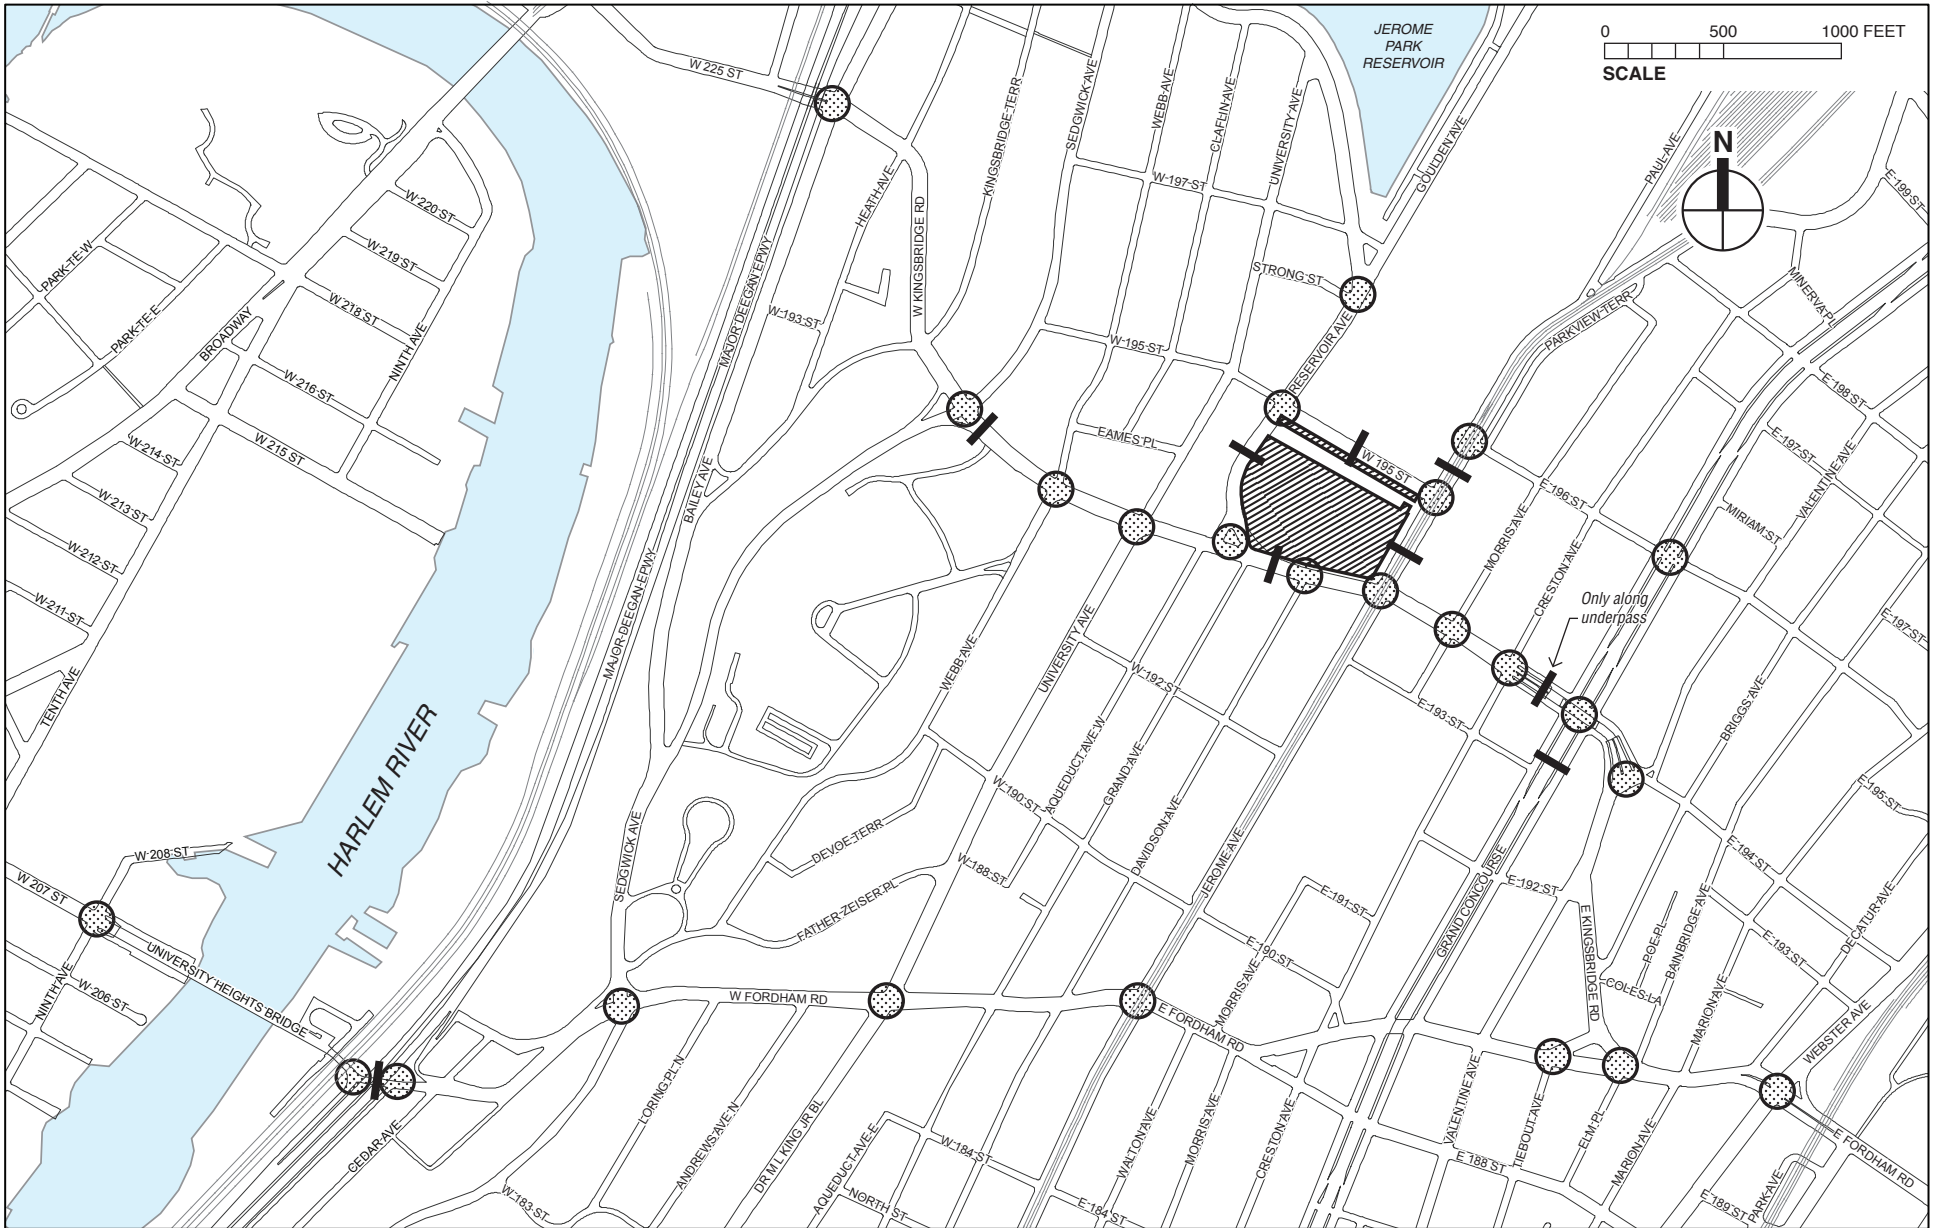 JEROME
PARK
RESERVOIR
0 500 1000 FEET
SCALE
N
W 225 ST
KINGSBRIDGE TERR
SEDGWICK AVE
WEBB AVE
CLAFLIN AVE
UNIVERSITY AVE
GOULDEN AVE
PAUL AVE
E 199 ST
W 197 ST
HEATH AVE
W KINGSBRIDGE RD
W 220 ST
W 219 ST
W 218 ST
PARK TE W
PARK TE E
BROADWAY
NINTH AVE
W 216 ST
W 215 ST
W 214 ST
W 213 ST
W 212 ST
W 211 ST
TENTH AVE
MAJOR DEEGAN EPWY
W 193 ST
STRONG ST
RESERVOIR AVE
MINERVA PL
PARKVIEW TERR
W 195 ST
EAMES PL
W 195 ST
E 198 ST
E 197 ST
VALENTINE AVE
E 196 ST
MIRIAM ST
BAILEY AVE
MORRIS AVE
CRESTON AVE
Only along
underpass
E 197 ST
MAJOR DEEGAN EPWY
WEBB AVE
UNIVERSITY AVE
W 192 ST
E 193 ST
BRIGGS AVE
HARLEM RIVER
AQUEDUCT AVE W
GRAND AVE
W 190 ST
DAVIDSON AVE
JEROME AVE
E 195 ST
SEDGWICK AVE
DEVOE TERR
W 188 ST
FATHER ZEISER PL
W 208 ST
W 207 ST
E 194 ST
E 192 ST
E 191 ST
GRAND CONCOURSE
E KINGSBRIDGE RD
POE PL
BAINBRIDGE AVE
DECATUR AVE
E 193 ST
E 190 ST
MORRIS AVE
COLES LA
MARION AVE
WEBSTER AVE
UNIVERSITY HEIGHTS BRIDGE
NINTH AVE
W 206 ST
W FORDHAM RD
E FORDHAM RD
CEDAR AVE
LORING PL N
ANDREWS AVE N
DR M L KING JR BL
AQUEDUCT AVE E
W 184 ST
NORTH ST
W 183 ST
WALTON AVE
MORRIS AVE
CRESTON AVE
E 184 ST
VALENTINE AVE
TIEBOUT AVE
E 188 ST
ELM PL
MARION AVE
E FORDHAM RD
PARK AVE
E 189 ST